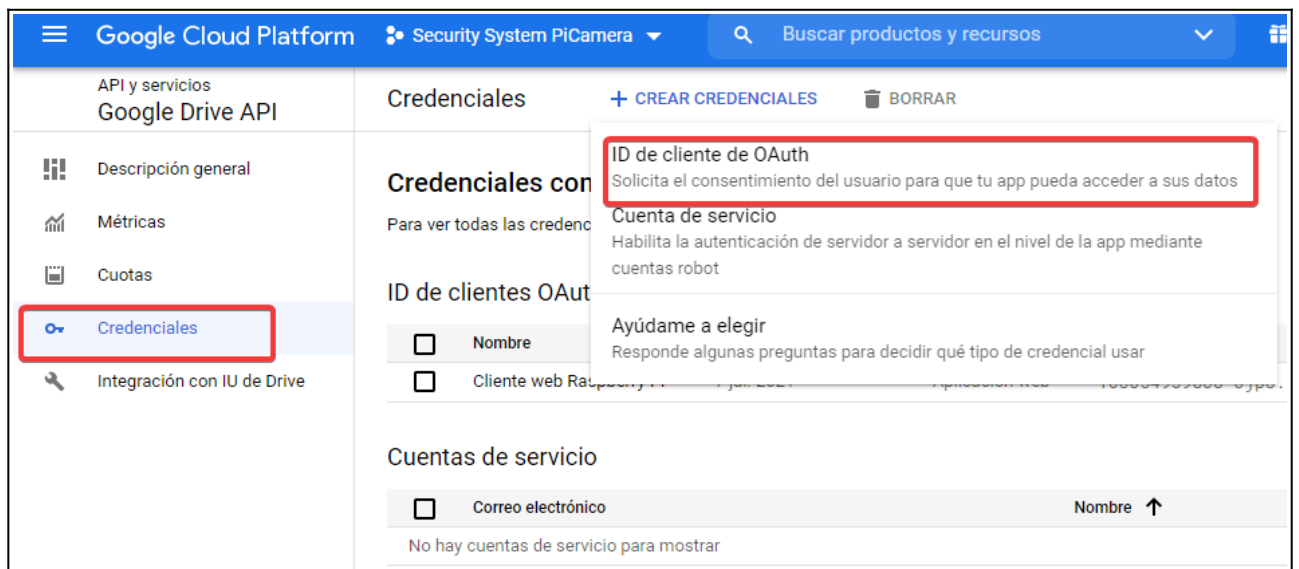 Google Cloud Platform
Security System PiCamera
Buscar productos y recursos
API y servicios
Google Drive API
Credenciales
CREAR CREDENCIALES
BORRAR
Descripción general
Métricas
Cuotas
Credenciales
Integración con IU de Drive
ID de cliente de OAuth
Solicita el consentimiento del usuario para que tu app pueda acceder a sus datos
Cuenta de servicio
Habilita la autenticación de servidor a servidor en el nivel de la app mediante
cuentas robot
Ayúdame a elegir
Responde algunas preguntas para decidir qué tipo de credencial usar
Credenciales con
Para ver todas las credenc
ID de clientes OAut
Nombre
Cliente web
Cuentas de servicio
Correo electrónico
Nombre
No hay cuentas de servicio para mostrar